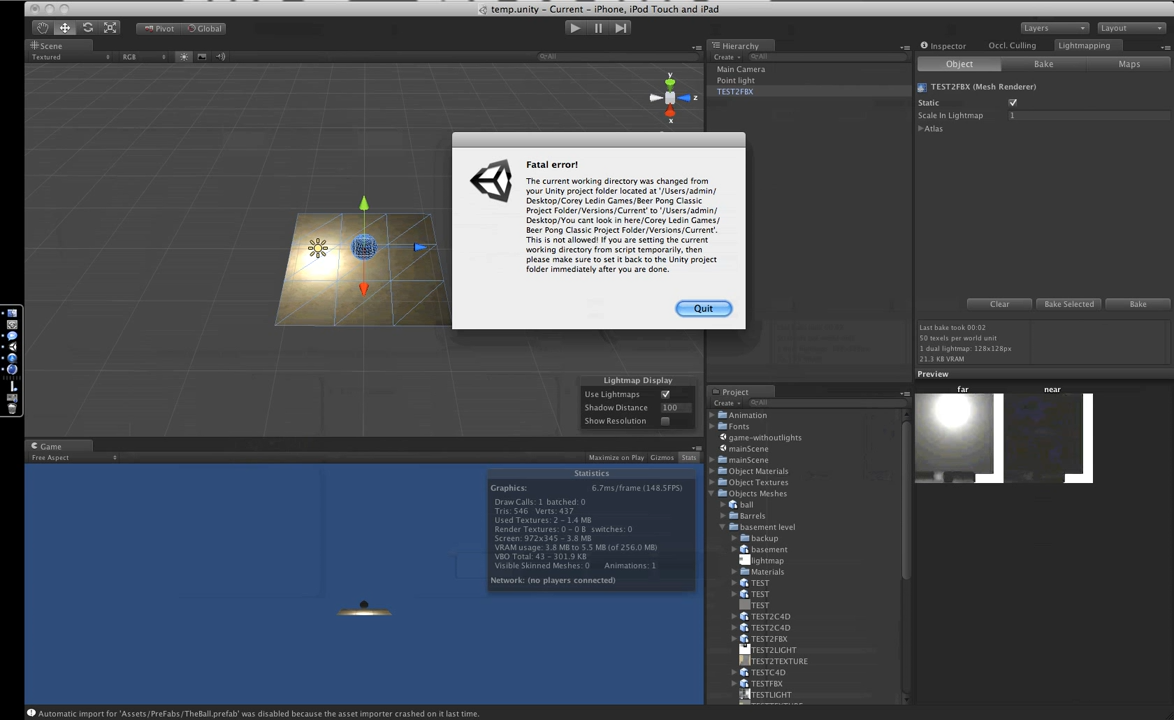 temp.unity - Current - iPhone, iPod Touch and iPad
Pivot
Global
Layers
Layout
Scene
Textured
RGB
All
y
z
x
Hierarchy
Create
All
Main Camera
Point light
TEST2FBX
Inspector
Occl. Culling
Lightmapping
Object
Bake
Maps
TEST2FBX (Mesh Renderer)
Static
Scale In Lightmap
1
Atlas
Fatal error!
The current working directory was changed from
your Unity project folder located at '/Users/admin/
Desktop/Corey Ledin Games/Beer Pong Classic
Project Folder/Versions/Current' to '/Users/admin/
Desktop/You cant look in here/Corey Ledin Games/
Beer Pong Classic Project Folder/Versions/Current'.
This is not allowed! If you are setting the current
working directory from script temporarily, then
please make sure to set it back to the Unity project
folder immediately after you are done.
Quit
Clear
Bake Selected
Bake
Last bake took 00:02
50 texels per world unit
1 dual lightmap: 128x128px
21.3 KB VRAM
Preview
far
near
Lightmap Display
Use Lightmaps
Shadow Distance
100
Show Resolution
Game
Free Aspect
Maximize on Play
Gizmos
Stats
Statistics
Graphics:
6.7ms/frame (148.5FPS)
Draw Calls: 1 batched: 0
Tris: 546 Verts: 437
Used Textures: 2 - 1.4 MB
Render Textures: 0 - 0 B switches: 0
Screen: 972x345 - 3.8 MB
VRAM usage: 3.8 MB to 5.5 MB (of 256.0 MB)
VBO Total: 43 - 301.9 KB
Visible Skinned Meshes: 0 Animations: 1
Network: (no players connected)
Project
Create
All
Animation
Fonts
game-withoutlights
mainScene
mainScene
Object Materials
Object Textures
Objects Meshes
ball
Barrels
basement level
backup
basement
lightmap
Materials
TEST
TEST
TEST
TEST2C4D
TEST2C4D
TEST2FBX
TEST2LIGHT
TEST2TEXTURE
TESTC4D
TESTFBX
TESTLIGHT
Automatic import for 'Assets/PreFabs/TheBall.prefab' was disabled because the asset importer crashed on it last time.